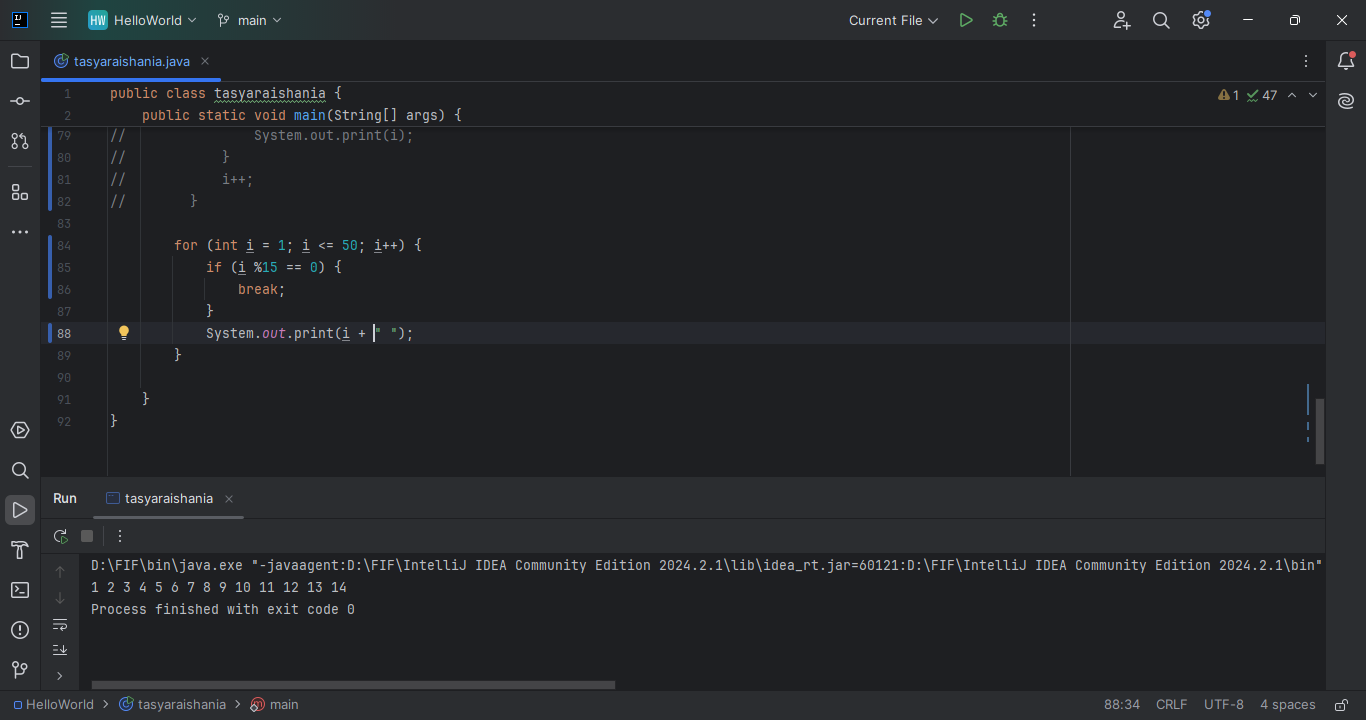 HW HelloWorld main Current File
tasyaraishania.java
1 public class tasyaraishania {
2 public static void main(String[] args) {
1 47
79 // System.out.print(i);
80 // }
81 // i++;
82 // }
83
84 for (int i = 1; i <= 50; i++) {
85 if (i %15 == 0) {
86 break;
87 }
88 System.out.print(i + " ");
89 }
90
91 }
92 }
Run tasyaraishania
D:\FIF\bin\java.exe "-javaagent:D:\FIF\IntelliJ IDEA Community Edition 2024.2.1\lib\idea_rt.jar=60121:D:\FIF\IntelliJ IDEA Community Edition 2024.2.1\bin"
1 2 3 4 5 6 7 8 9 10 11 12 13 14
Process finished with exit code 0
HelloWorld > tasyaraishania > main 88:34 CRLF UTF-8 4 spaces